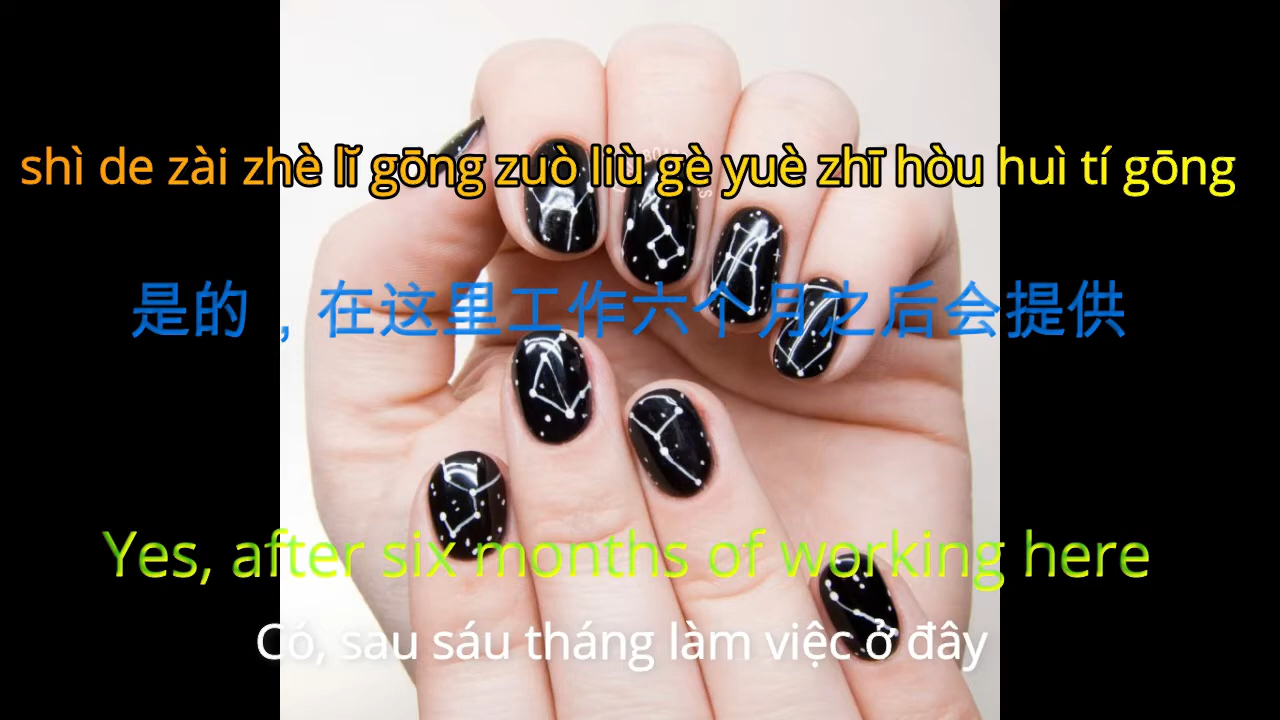 shì de zài zhè lǐ gōng zuò liù gè yuè zhī hòu huì tí gōng
是的，在这里工作六个月之后会提供
Yes, after six months of working here
Có, sau sáu tháng làm việc ở đây